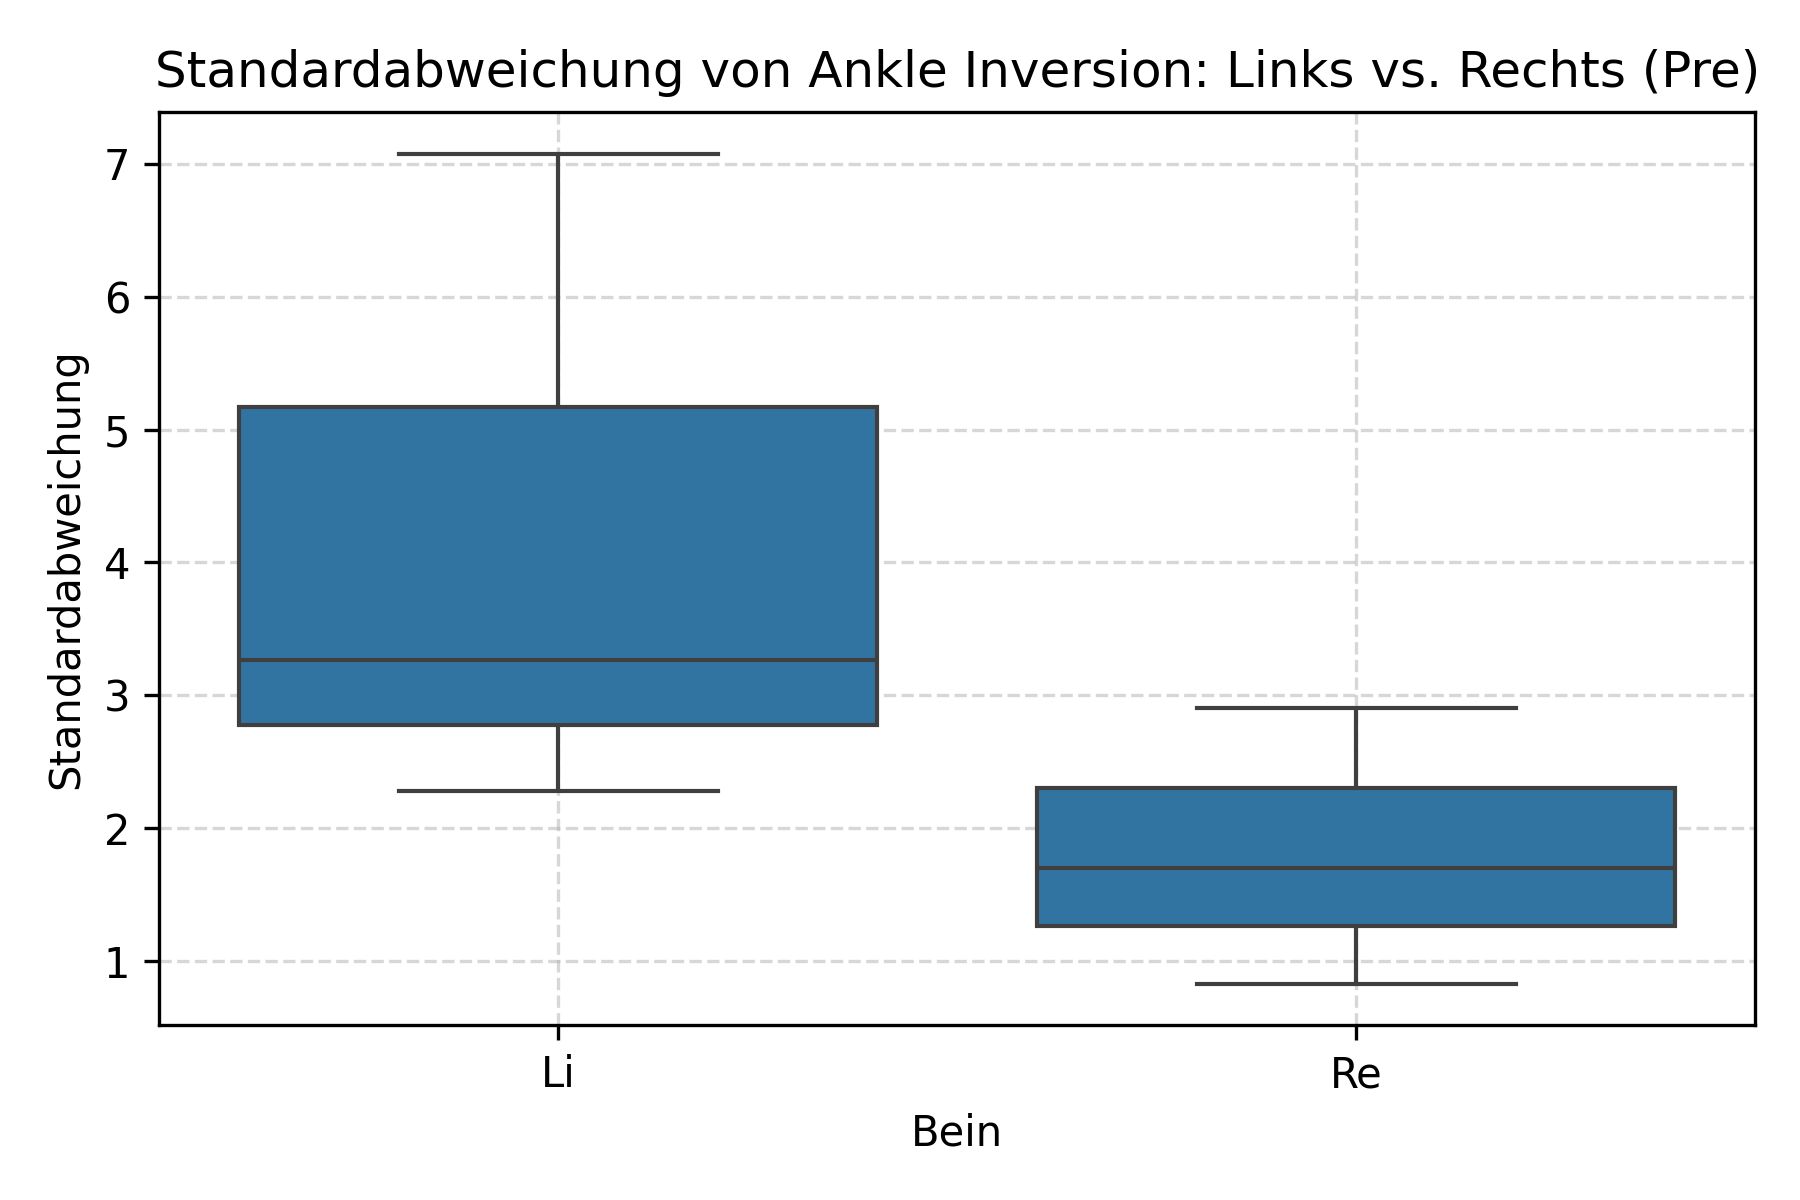 Standardabweichung von Ankle Inversion: Links vs. Rechts (Pre)
Standardabweichung
7
6
5
4
3
2
1
Li
Re
Bein